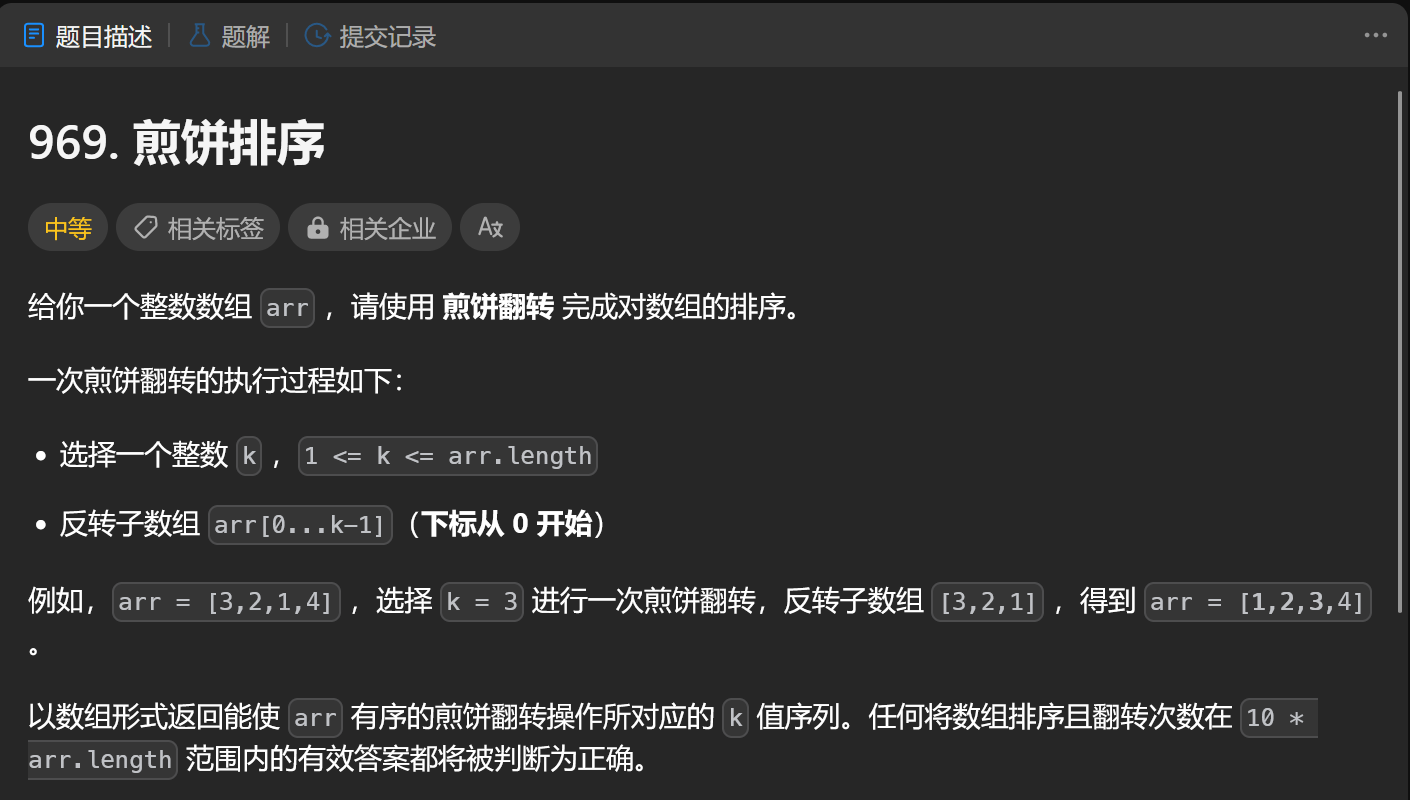 题目描述 | 题解 | 提交记录
969. 煎饼排序
中等 相关标签 相关企业 A文
给你一个整数数组 arr ，请使用 煎饼翻转 完成对数组的排序。
一次煎饼翻转的执行过程如下：
• 选择一个整数 k ， 1 <= k <= arr.length
• 反转子数组 arr[0...k-1]（下标从 0 开始）
例如，arr = [3,2,1,4] ，选择 k = 3 进行一次煎饼翻转，反转子数组 [3,2,1] ，得到 arr = [1,2,3,4]
。
以数组形式返回能使 arr 有序的煎饼翻转操作所对应的 k 值序列。任何将数组排序且翻转次数在 10 *
arr.length 范围内的有效答案都将被判断为正确。